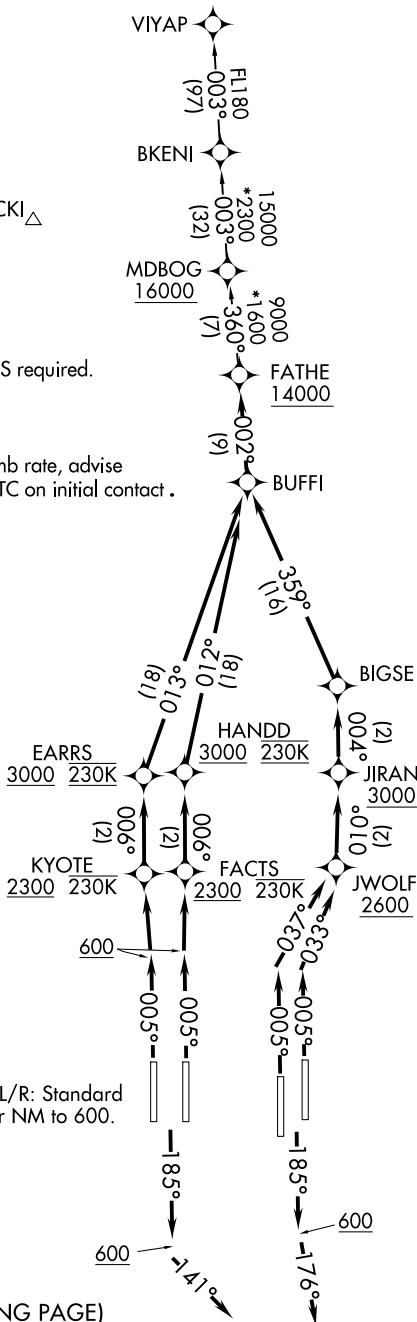 VIYAP
FL180
003°
(97)
BKENI
CKI
15000
*2300
003°
(32)
MDBOG
16000
9000
*1600
360°
(7)
S required.
FATHE
14000
002°
(9)
mb rate, advise
TC on initial contact.
BUFFI
359°
(16)
(18)
013°
012°
(18)
BIGSE
004°
(2)
EARRS
3000 230K
HANDD
3000 230K
JIRAN
3000
006°
(2)
(2)
006°
010°
(2)
KYOTE
2300 230K
FACTS
2300 230K
JWOLF
2600
037°
033°
600
005°
005°
005°
005°
L/R: Standard
r NM to 600.
185°
185°
600
600
141°
176°
NG PAGE)